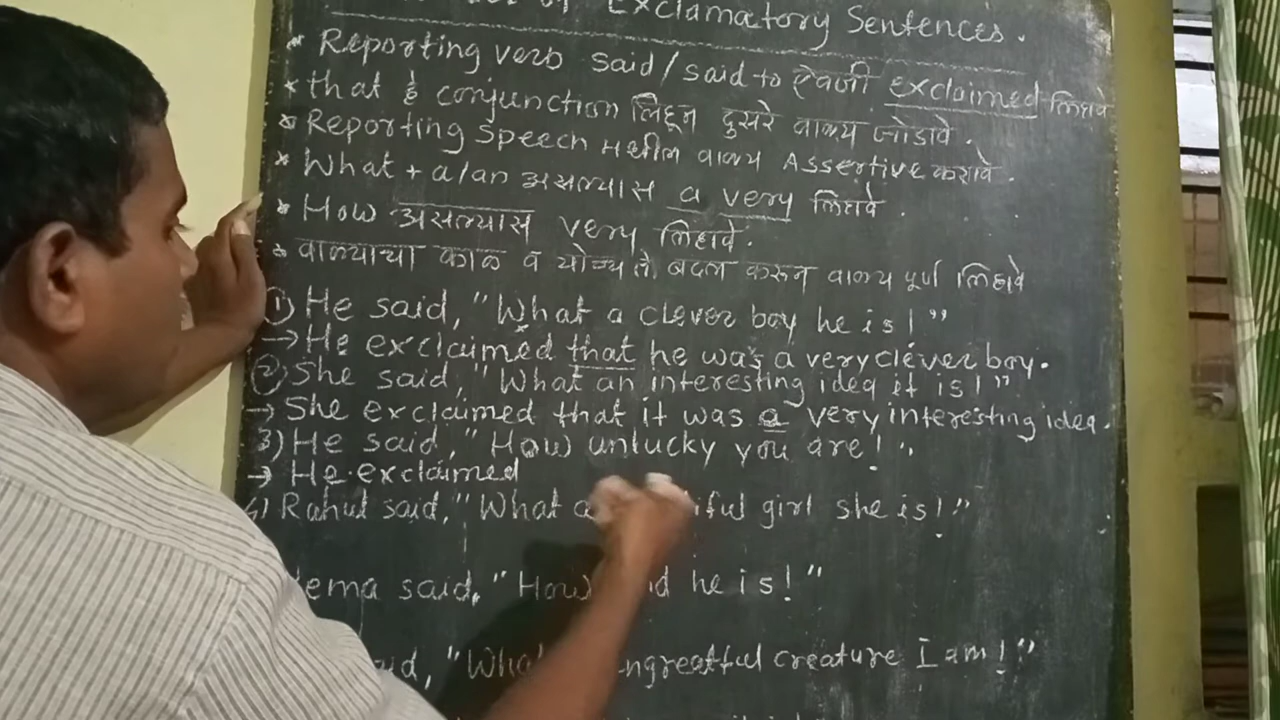 of Exclamatory Sentences.
* Reporting verb said/said to ऐवजी exclaimed लिहावे
* that हे conjunction लिहून दुसरे वाक्य जोडावे.
* Reporting Speech मधील वाक्य Assertive करावे.
* What + a/an असल्यास a very लिहावे.
* How असल्यास very लिहावे.
* वाक्याचा काळ व योग्य ते बदल करून वाक्य पूर्ण लिहावे
① He said, "What a clever boy he is!"
→ He exclaimed that he was a very clever boy.
② She said, "What an interesting idea it is!"
→ She exclaimed that it was a very interesting idea.
3) He said, "How unlucky you are!"
→ He exclaimed
4) Rahul said, "What a girl she is!"
said, "How he is!"
"What creature I am!"